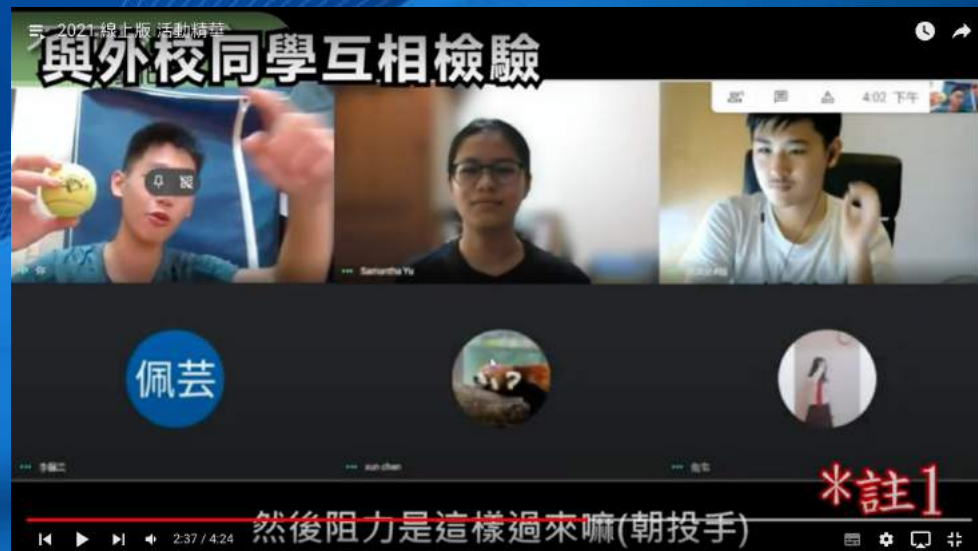 2021 線上版 活動精華
與外校同學互相檢驗
4:02 下午
你
Samantha Yu
佩芸
xun chen
*註1
然後阻力是這樣過來嘛(朝投手)
2:37 / 4:24